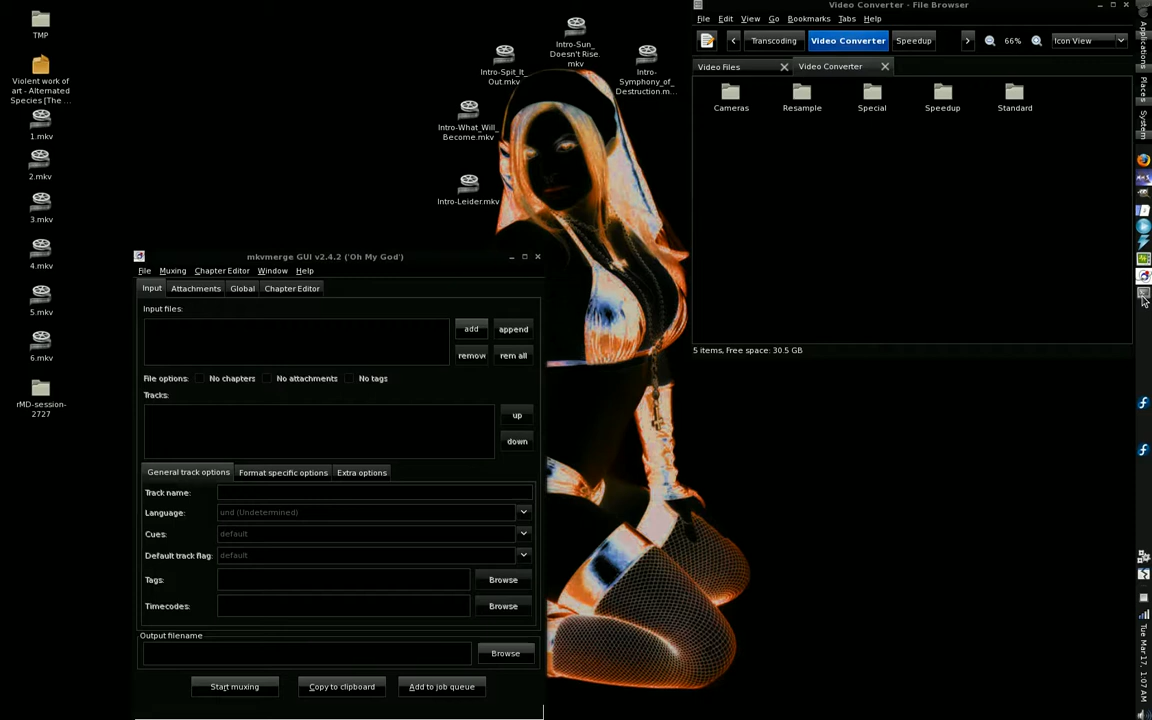 TMP
Violent work of
art - Alternated
Species [The ...
1.mkv
2.mkv
3.mkv
4.mkv
5.mkv
6.mkv
rMD-session-
2727
Intro-Spit_It_
Out.mkv
Intro-Sun_
Doesn't Rise.
mkv
Intro-
Symphony_of_
Destruction.m...
Intro-What_Will_
Become.mkv
Intro-Leider.mkv
Video Converter - File Browser
File Edit View Go Bookmarks Tabs Help
Transcoding Video Converter Speedup 66% Icon View
Video Files Video Converter
Cameras Resample Special Speedup Standard
5 items, Free space: 30.5 GB
mkvmerge GUI v2.4.2 ('Oh My God')
File Muxing Chapter Editor Window Help
Input Attachments Global Chapter Editor
Input files:
add append
remove rem all
File options: No chapters No attachments No tags
Tracks:
up
down
General track options Format specific options Extra options
Track name:
Language: und (Undetermined)
Cues: default
Default track flag: default
Tags: Browse
Timecodes: Browse
Output filename
Browse
Start muxing Copy to clipboard Add to job queue
Applications
Places
System
Tue Mar 17, 1:07 AM